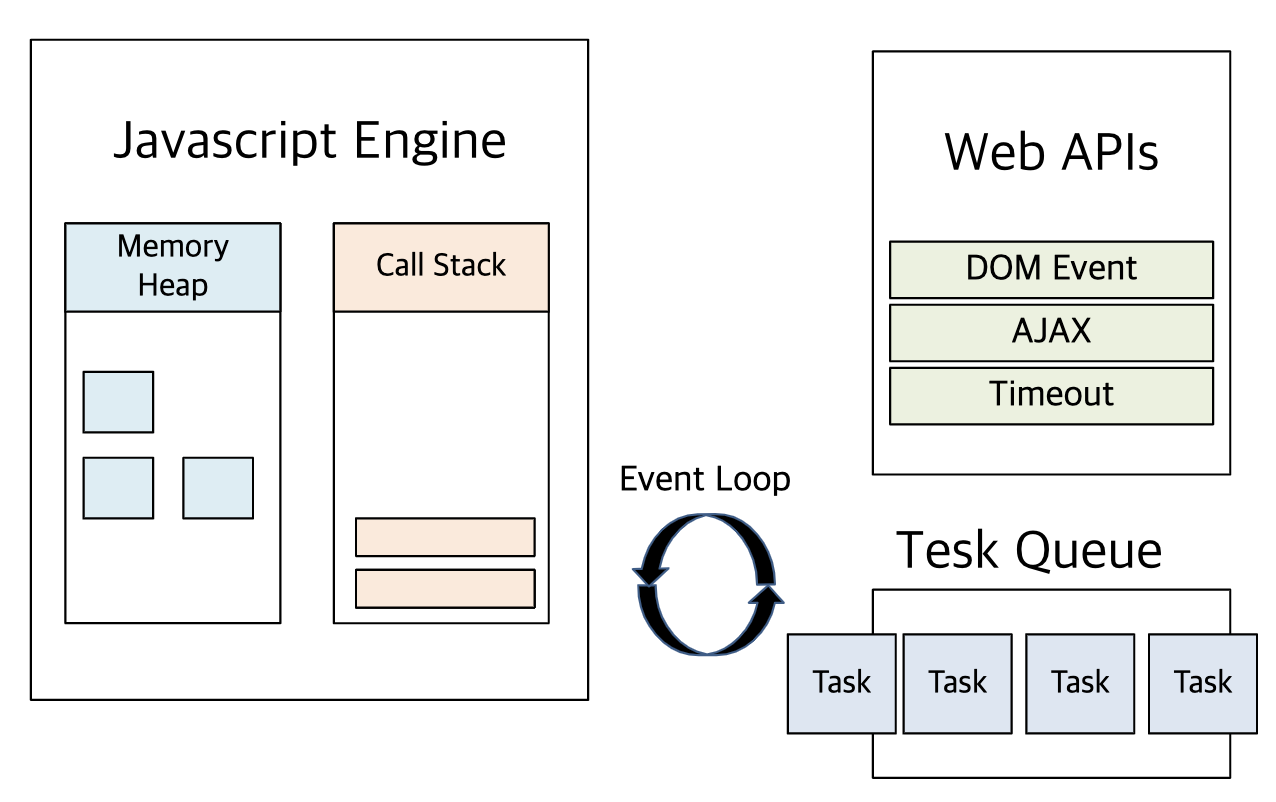 Javascript Engine
Memory
Heap
Call Stack
Web APIs
DOM Event
AJAX
Timeout
Event Loop
Tesk Queue
Task
Task
Task
Task